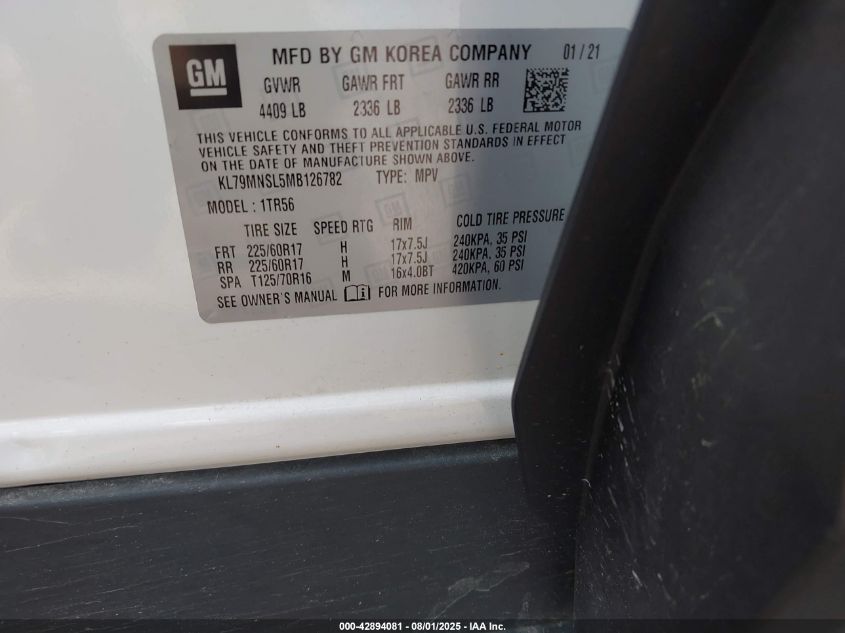 GM MFD BY GM KOREA COMPANY 01/21
GVWR GAWR FRT GAWR RR
4409 LB 2336 LB 2336 LB
THIS VEHICLE CONFORMS TO ALL APPLICABLE U.S. FEDERAL MOTOR
VEHICLE SAFETY AND THEFT PREVENTION STANDARDS IN EFFECT
ON THE DATE OF MANUFACTURE SHOWN ABOVE.
KL79MNSL5MB126782 TYPE: MPV
MODEL: 1TR56
TIRE SIZE SPEED RTG RIM COLD TIRE PRESSURE
FRT 225/60R17 H 17x7.5J 240KPA, 35 PSI
RR 225/60R17 H 17x7.5J 240KPA, 35 PSI
SPA T125/70R16 M 16x4.0BT 420KPA, 60 PSI
SEE OWNER'S MANUAL FOR MORE INFORMATION.
000-42894081 - 08/01/2025 - IAA Inc.